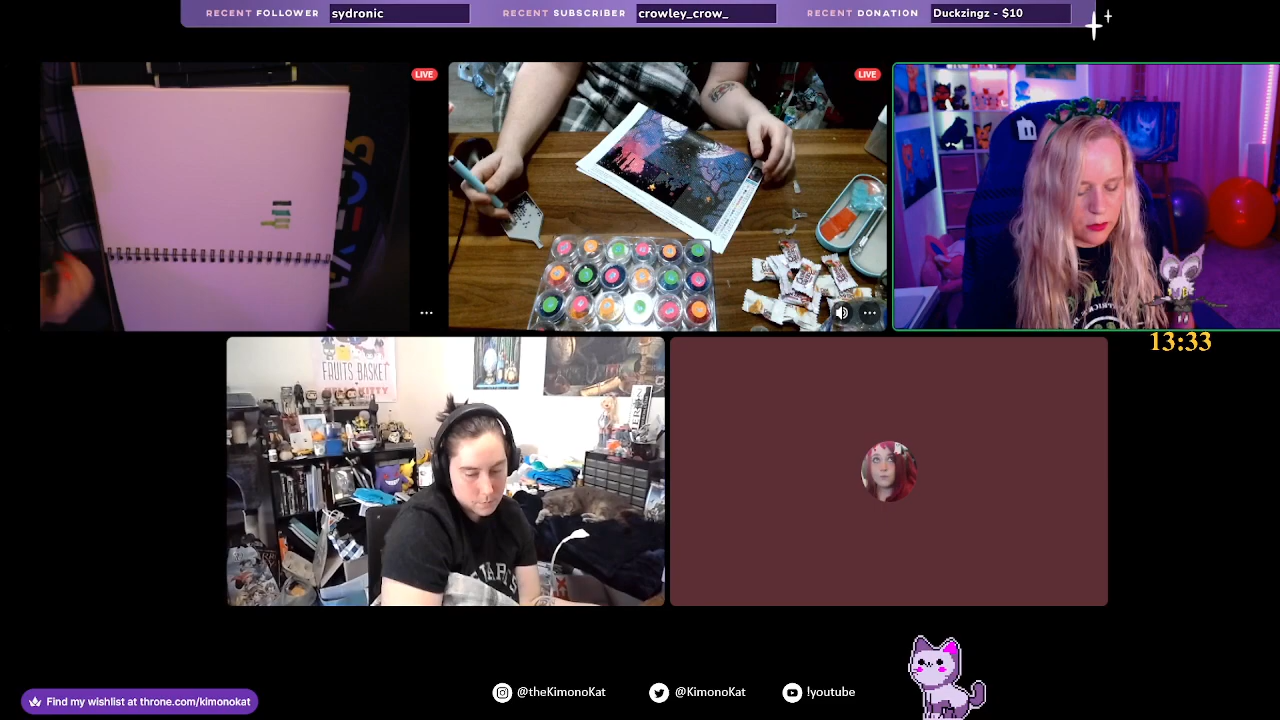 RECENT FOLLOWER sydronic
RECENT SUBSCRIBER crowley_crow_
RECENT DONATION Duckzingz - $10
LIVE
LIVE
13:33
FRUITS BASKET
KITTY
Find my wishlist at throne.com/kimonokat
@theKimonoKat
@KimonoKat
!youtube